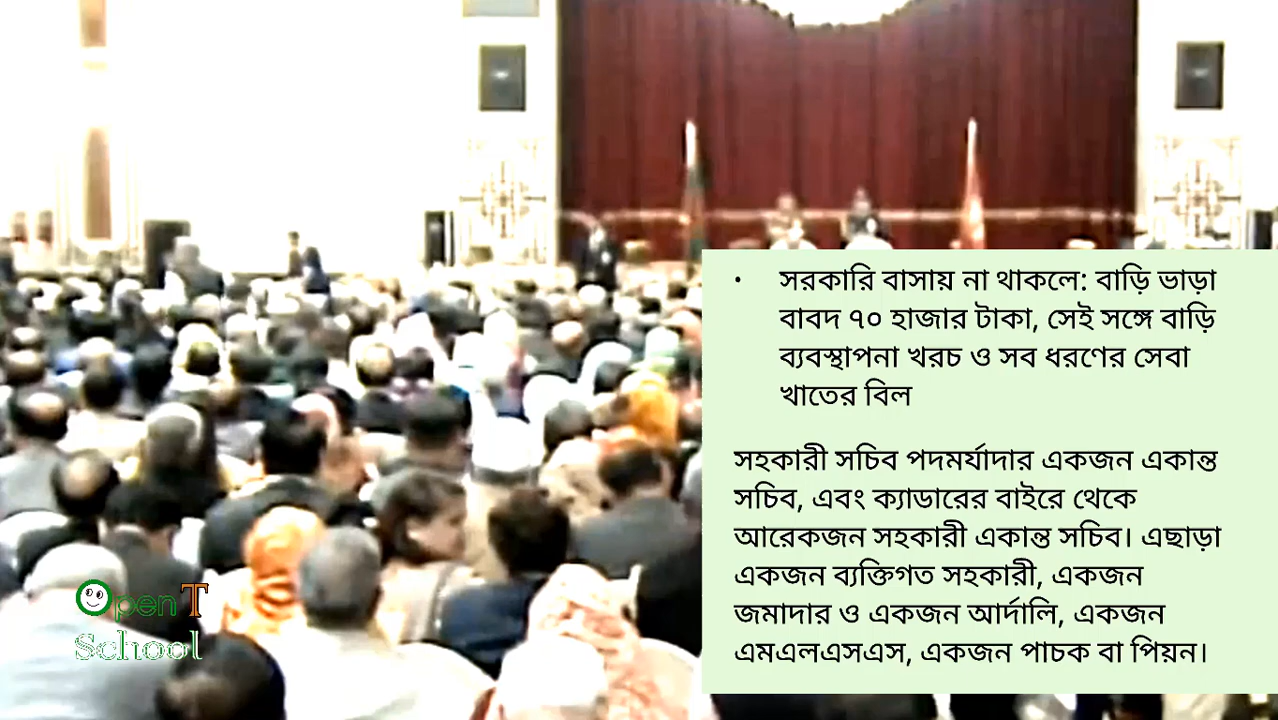 • সরকারি বাসায় না থাকলে: বাড়ি ভাড়া
বাবদ ৭০ হাজার টাকা, সেই সঙ্গে বাড়ি
ব্যবস্থাপনা খরচ ও সব ধরণের সেবা
খাতের বিল
সহকারী সচিব পদমর্যাদার একজন একান্ত
সচিব, এবং ক্যাডারের বাইরে থেকে
আরেকজন সহকারী একান্ত সচিব। এছাড়া
একজন ব্যক্তিগত সহকারী, একজন
জমাদার ও একজন আর্দালি, একজন
এমএলএসএস, একজন পাচক বা পিয়ন।
Open T
School